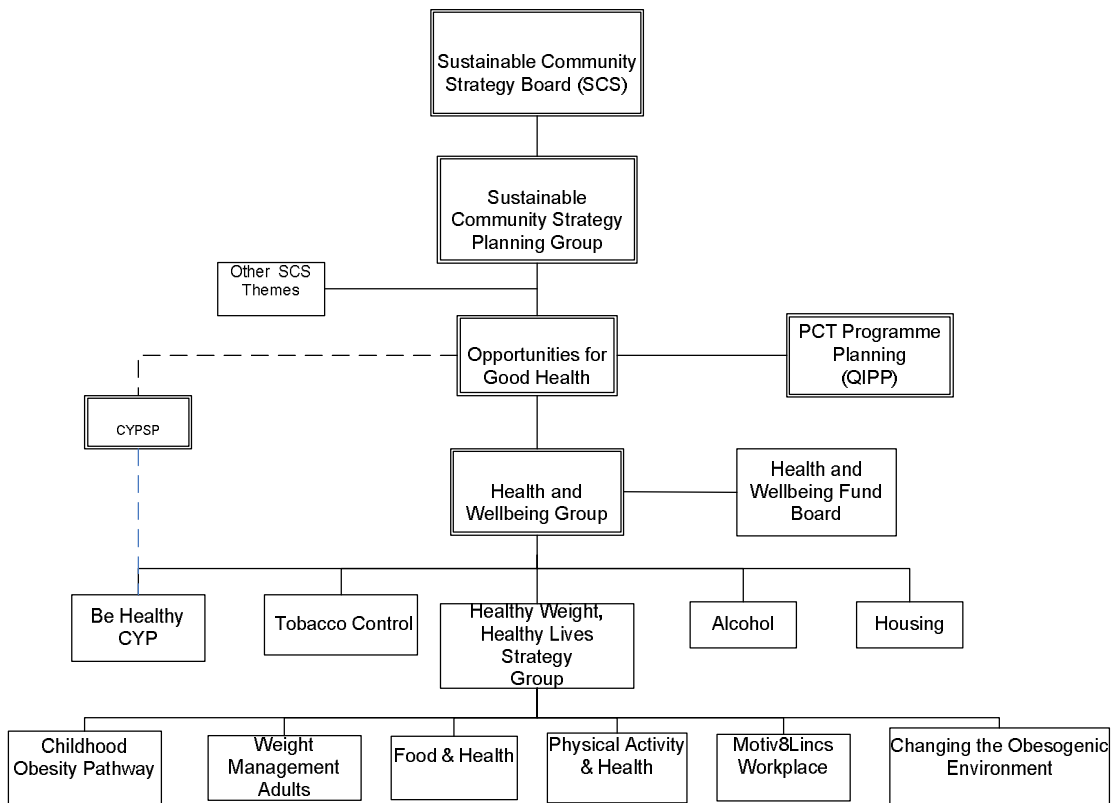 Sustainable Community
Strategy Board (SCS)
Sustainable
Community Strategy
Planning Group
Other SCS
Themes
Opportunities for
Good Health
PCT Programme
Planning
(QIPP)
CYPSP
Health and
Wellbeing Group
Health and
Wellbeing Fund
Board
Be Healthy
CYP
Tobacco Control
Healthy Weight,
Healthy Lives
Strategy
Group
Alcohol
Housing
Childhood
Obesity Pathway
Weight
Management
Adults
Food & Health
Physical Activity
& Health
Motiv8Lincs
Workplace
Changing the Obesogenic
Environment